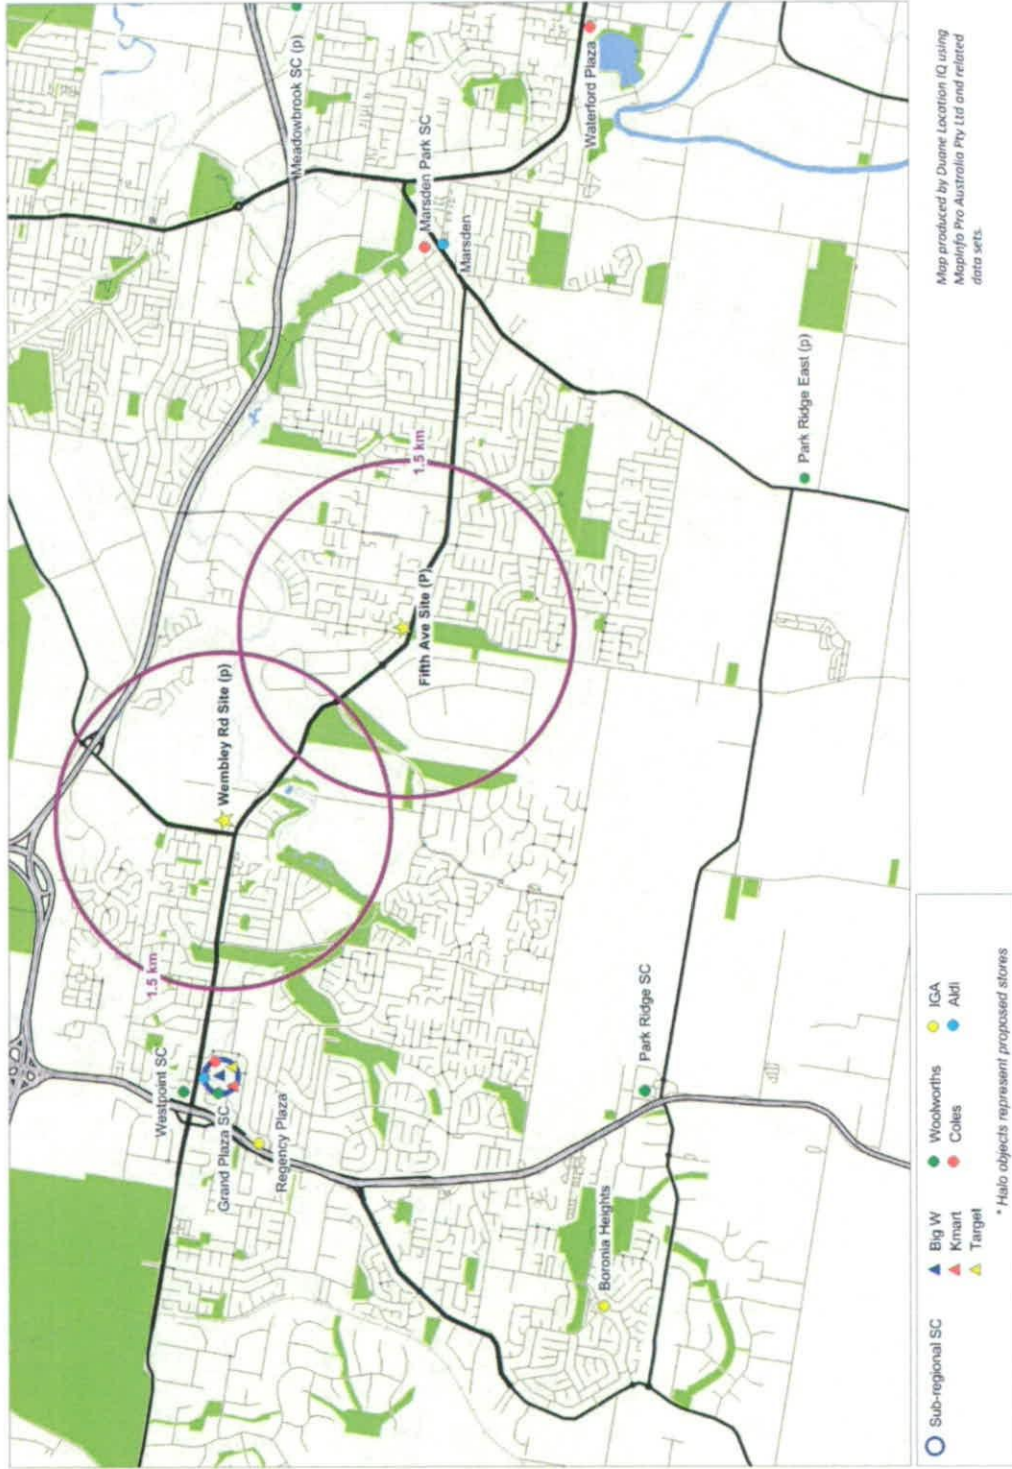 Meadowbrook SC (p)
Waterford Plaza
Marsden Park SC
Marsden
1.5 km
Park Ridge East (p)
Wembley Rd Site (p)
Fifth Ave Site (P)
1.5 km
Westpoint SC
Grand Plaza SC
Regency Plaza
Park Ridge SC
Boronia Heights
Sub-regional SC
Big W
Kmart
Target
Woolworths
Coles
IGA
Aldi
* Halo objects represent proposed stores
Map produced by Duane Location IQ using
MapInfo Pro Australia Pty Ltd and related
data sets.